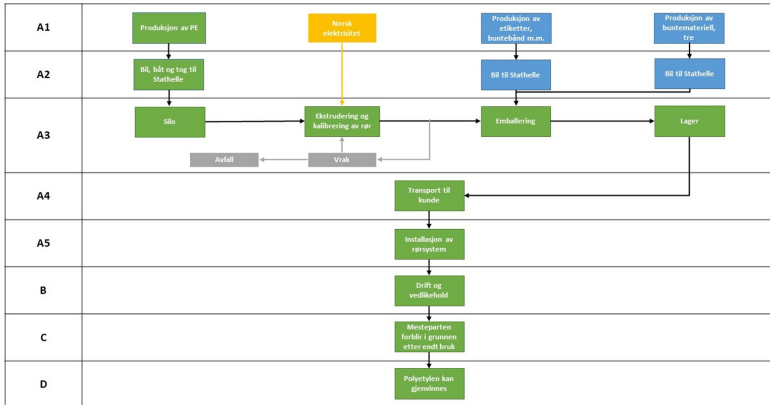 A1
Produksjon av PE
Norsk
elektrisitet
Produksjon av
etiketter,
buntebånd m.m.
Produksjon av
buntemateriell,
tre
A2
Bil, båt og tog til
Stathelle
Bil til Stathelle
Bil til Stathelle
A3
Silo
Ekstrudering og
kalibrering av rør
Emballering
Lager
Avfall
Vrak
A4
Transport til
kunde
A5
Installasjon av
rørsystem
B
Drift og
vedlikehold
C
Mesteparten
forblir i grunnen
etter endt bruk
D
Polyetylen kan
gjenvinnes